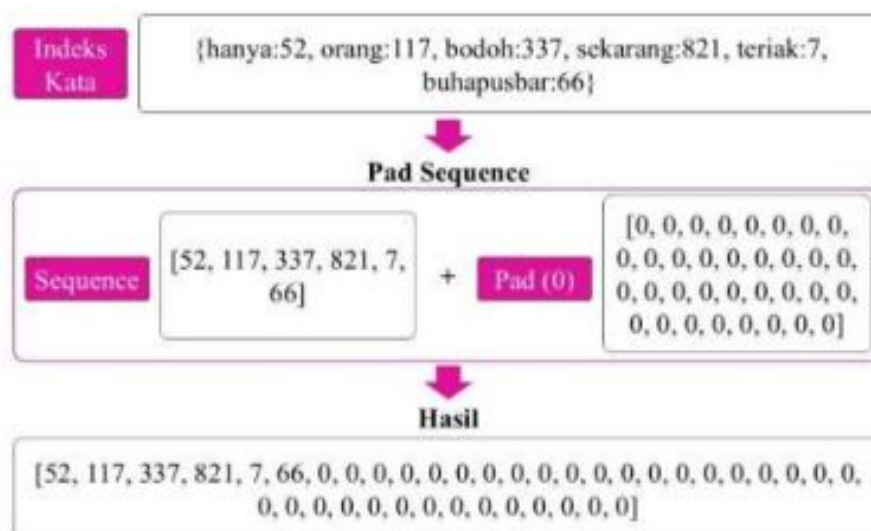 Indeks
Kata
{hanya:52, orang:117, bodoh:337, sekarang:821, teriak:7,
buhapusbar:66}
Pad Sequence
Sequence
[52, 117, 337, 821, 7,
66]
+
Pad (0)
[0, 0, 0, 0, 0, 0, 0, 0,
0, 0, 0, 0, 0, 0, 0, 0, 0,
0, 0, 0, 0, 0, 0, 0, 0, 0,
0, 0, 0, 0, 0, 0, 0, 0]
Hasil
[52, 117, 337, 821, 7, 66, 0, 0, 0, 0, 0, 0, 0, 0, 0, 0, 0, 0, 0, 0, 0, 0, 0, 0, 0, 0,
0, 0, 0, 0, 0, 0, 0, 0, 0, 0, 0, 0, 0, 0]